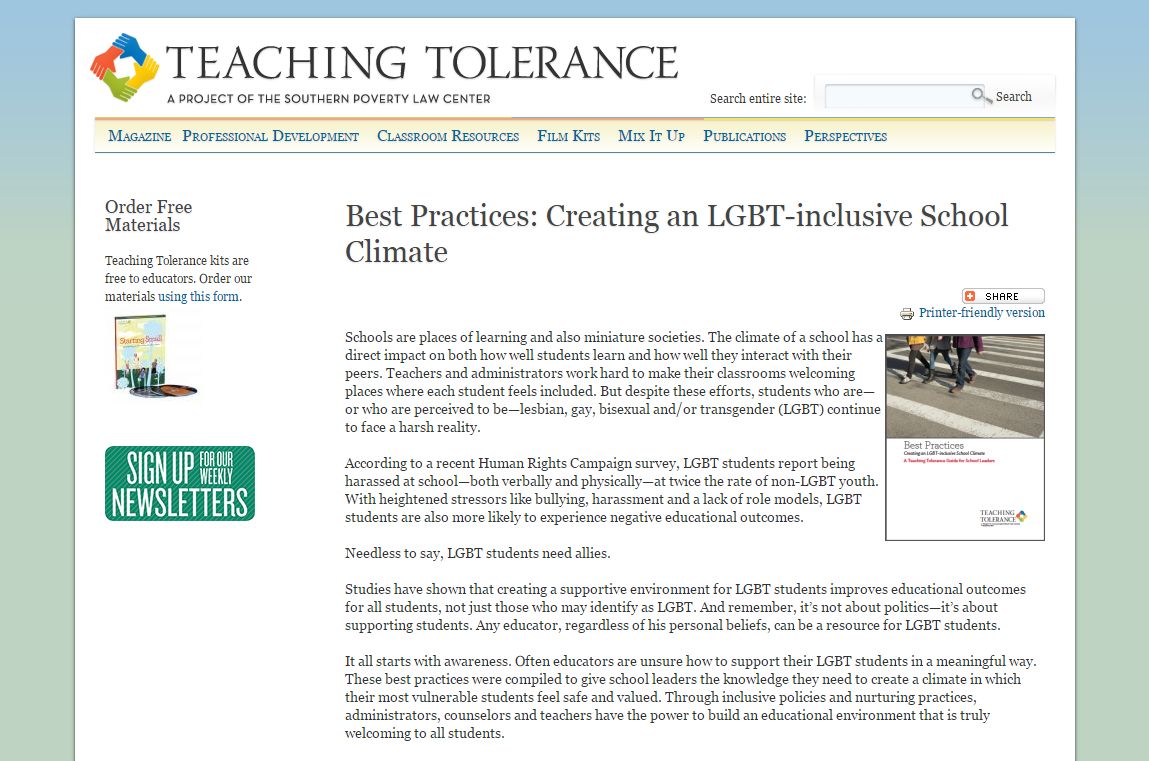 TEACHING TOLERANCE
A PROJECT OF THE SOUTHERN POVERTY LAW CENTER
Search entire site:
Search
Magazine Professional Development Classroom Resources Film Kits Mix It Up Publications Perspectives
Order Free
Materials
Teaching Tolerance kits are
free to educators. Order our
materials using this form.
Starting Small
SIGN UP FOR OUR WEEKLY
NEWSLETTERS
Best Practices: Creating an LGBT-inclusive School
Climate
SHARE
Printer-friendly version
Schools are places of learning and also miniature societies. The climate of a school has a
direct impact on both how well students learn and how well they interact with their
peers. Teachers and administrators work hard to make their classrooms welcoming
places where each student feels included. But despite these efforts, students who are—
or who are perceived to be—lesbian, gay, bisexual and/or transgender (LGBT) continue
to face a harsh reality.
According to a recent Human Rights Campaign survey, LGBT students report being
harassed at school—both verbally and physically—at twice the rate of non-LGBT youth.
With heightened stressors like bullying, harassment and a lack of role models, LGBT
students are also more likely to experience negative educational outcomes.
Needless to say, LGBT students need allies.
Studies have shown that creating a supportive environment for LGBT students improves educational outcomes
for all students, not just those who may identify as LGBT. And remember, it’s not about politics—it’s about
supporting students. Any educator, regardless of his personal beliefs, can be a resource for LGBT students.
It all starts with awareness. Often educators are unsure how to support their LGBT students in a meaningful way.
These best practices were compiled to give school leaders the knowledge they need to create a climate in which
their most vulnerable students feel safe and valued. Through inclusive policies and nurturing practices,
administrators, counselors and teachers have the power to build an educational environment that is truly
welcoming to all students.
Best Practices
Creating an LGBT-inclusive School Climate
A Teaching Tolerance Guide for School Leaders
TEACHING
TOLERANCE